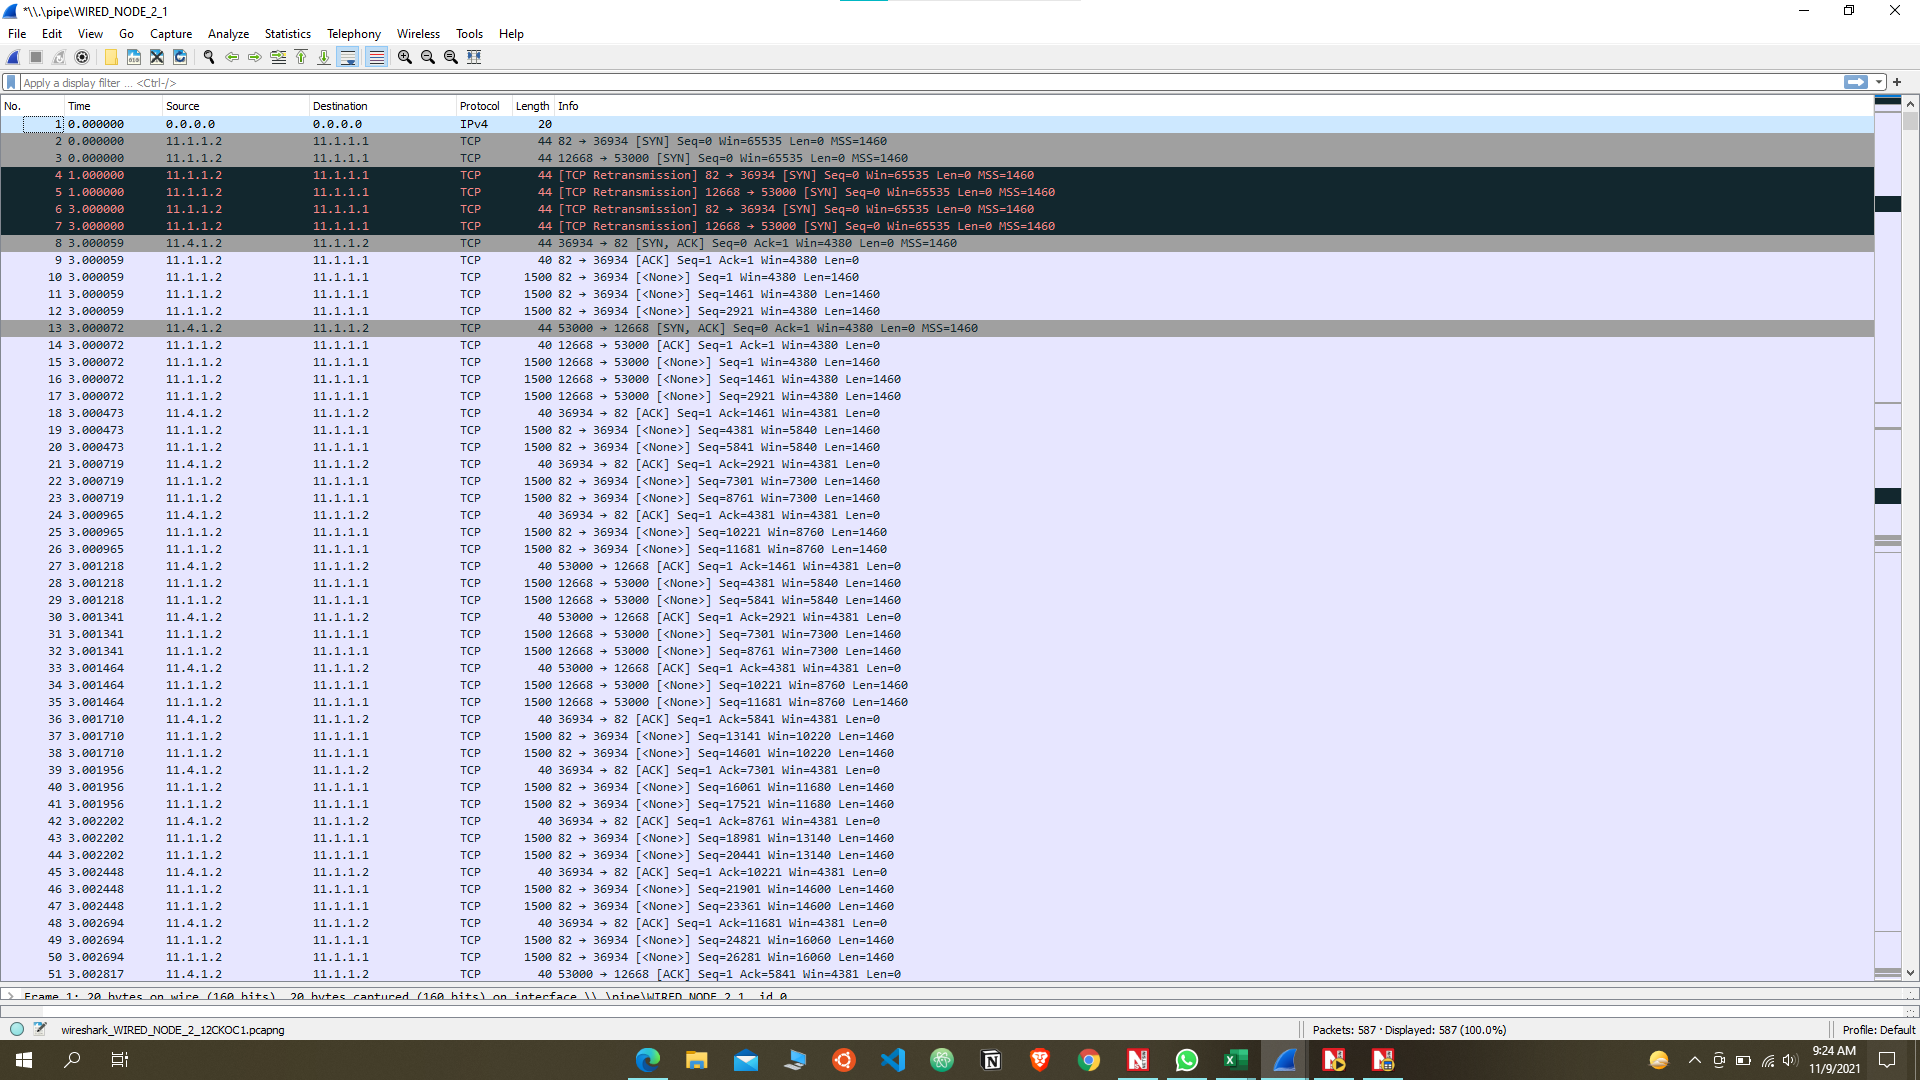 *\\.\pipe\WIRED_NODE_2_1
File Edit View Go Capture Analyze Statistics Telephony Wireless Tools Help
Apply a display filter ... <Ctrl-/>
No. Time Source Destination Protocol Length Info
1 0.000000 0.0.0.0 0.0.0.0 IPv4 20
2 0.000000 11.1.1.2 11.1.1.1 TCP 44 82 → 36934 [SYN] Seq=0 Win=65535 Len=0 MSS=1460
3 0.000000 11.1.1.2 11.1.1.1 TCP 44 12668 → 53000 [SYN] Seq=0 Win=65535 Len=0 MSS=1460
4 1.000000 11.1.1.2 11.1.1.1 TCP 44 [TCP Retransmission] 82 → 36934 [SYN] Seq=0 Win=65535 Len=0 MSS=1460
5 1.000000 11.1.1.2 11.1.1.1 TCP 44 [TCP Retransmission] 12668 → 53000 [SYN] Seq=0 Win=65535 Len=0 MSS=1460
6 3.000000 11.1.1.2 11.1.1.1 TCP 44 [TCP Retransmission] 82 → 36934 [SYN] Seq=0 Win=65535 Len=0 MSS=1460
7 3.000000 11.1.1.2 11.1.1.1 TCP 44 [TCP Retransmission] 12668 → 53000 [SYN] Seq=0 Win=65535 Len=0 MSS=1460
8 3.000059 11.4.1.2 11.1.1.2 TCP 44 36934 → 82 [SYN, ACK] Seq=0 Ack=1 Win=4380 Len=0 MSS=1460
9 3.000059 11.1.1.2 11.1.1.1 TCP 40 82 → 36934 [ACK] Seq=1 Ack=1 Win=4380 Len=0
10 3.000059 11.1.1.2 11.1.1.1 TCP 1500 82 → 36934 [<None>] Seq=1 Win=4380 Len=1460
11 3.000059 11.1.1.2 11.1.1.1 TCP 1500 82 → 36934 [<None>] Seq=1461 Win=4380 Len=1460
12 3.000059 11.1.1.2 11.1.1.1 TCP 1500 82 → 36934 [<None>] Seq=2921 Win=4380 Len=1460
13 3.000072 11.4.1.2 11.1.1.2 TCP 44 53000 → 12668 [SYN, ACK] Seq=0 Ack=1 Win=4380 Len=0 MSS=1460
14 3.000072 11.1.1.2 11.1.1.1 TCP 40 12668 → 53000 [ACK] Seq=1 Ack=1 Win=4380 Len=0
15 3.000072 11.1.1.2 11.1.1.1 TCP 1500 12668 → 53000 [<None>] Seq=1 Win=4380 Len=1460
16 3.000072 11.1.1.2 11.1.1.1 TCP 1500 12668 → 53000 [<None>] Seq=1461 Win=4380 Len=1460
17 3.000072 11.1.1.2 11.1.1.1 TCP 1500 12668 → 53000 [<None>] Seq=2921 Win=4380 Len=1460
18 3.000473 11.4.1.2 11.1.1.2 TCP 40 36934 → 82 [ACK] Seq=1 Ack=1461 Win=4381 Len=0
19 3.000473 11.1.1.2 11.1.1.1 TCP 1500 82 → 36934 [<None>] Seq=4381 Win=5840 Len=1460
20 3.000473 11.1.1.2 11.1.1.1 TCP 1500 82 → 36934 [<None>] Seq=5841 Win=5840 Len=1460
21 3.000719 11.4.1.2 11.1.1.2 TCP 40 36934 → 82 [ACK] Seq=1 Ack=2921 Win=4381 Len=0
22 3.000719 11.1.1.2 11.1.1.1 TCP 1500 82 → 36934 [<None>] Seq=7301 Win=7300 Len=1460
23 3.000719 11.1.1.2 11.1.1.1 TCP 1500 82 → 36934 [<None>] Seq=8761 Win=7300 Len=1460
24 3.000965 11.4.1.2 11.1.1.2 TCP 40 36934 → 82 [ACK] Seq=1 Ack=4381 Win=4381 Len=0
25 3.000965 11.1.1.2 11.1.1.1 TCP 1500 82 → 36934 [<None>] Seq=10221 Win=8760 Len=1460
26 3.000965 11.1.1.2 11.1.1.1 TCP 1500 82 → 36934 [<None>] Seq=11681 Win=8760 Len=1460
27 3.001218 11.4.1.2 11.1.1.2 TCP 40 53000 → 12668 [ACK] Seq=1 Ack=1461 Win=4381 Len=0
28 3.001218 11.1.1.2 11.1.1.1 TCP 1500 12668 → 53000 [<None>] Seq=4381 Win=5840 Len=1460
29 3.001218 11.1.1.2 11.1.1.1 TCP 1500 12668 → 53000 [<None>] Seq=5841 Win=5840 Len=1460
30 3.001341 11.4.1.2 11.1.1.2 TCP 40 53000 → 12668 [ACK] Seq=1 Ack=2921 Win=4381 Len=0
31 3.001341 11.1.1.2 11.1.1.1 TCP 1500 12668 → 53000 [<None>] Seq=7301 Win=7300 Len=1460
32 3.001341 11.1.1.2 11.1.1.1 TCP 1500 12668 → 53000 [<None>] Seq=8761 Win=7300 Len=1460
33 3.001464 11.4.1.2 11.1.1.2 TCP 40 53000 → 12668 [ACK] Seq=1 Ack=4381 Win=4381 Len=0
34 3.001464 11.1.1.2 11.1.1.1 TCP 1500 12668 → 53000 [<None>] Seq=10221 Win=8760 Len=1460
35 3.001464 11.1.1.2 11.1.1.1 TCP 1500 12668 → 53000 [<None>] Seq=11681 Win=8760 Len=1460
36 3.001710 11.4.1.2 11.1.1.2 TCP 40 36934 → 82 [ACK] Seq=1 Ack=5841 Win=4381 Len=0
37 3.001710 11.1.1.2 11.1.1.1 TCP 1500 82 → 36934 [<None>] Seq=13141 Win=10220 Len=1460
38 3.001710 11.1.1.2 11.1.1.1 TCP 1500 82 → 36934 [<None>] Seq=14601 Win=10220 Len=1460
39 3.001956 11.4.1.2 11.1.1.2 TCP 40 36934 → 82 [ACK] Seq=1 Ack=7301 Win=4381 Len=0
40 3.001956 11.1.1.2 11.1.1.1 TCP 1500 82 → 36934 [<None>] Seq=16061 Win=11680 Len=1460
41 3.001956 11.1.1.2 11.1.1.1 TCP 1500 82 → 36934 [<None>] Seq=17521 Win=11680 Len=1460
42 3.002202 11.4.1.2 11.1.1.2 TCP 40 36934 → 82 [ACK] Seq=1 Ack=8761 Win=4381 Len=0
43 3.002202 11.1.1.2 11.1.1.1 TCP 1500 82 → 36934 [<None>] Seq=18981 Win=13140 Len=1460
44 3.002202 11.1.1.2 11.1.1.1 TCP 1500 82 → 36934 [<None>] Seq=20441 Win=13140 Len=1460
45 3.002448 11.4.1.2 11.1.1.2 TCP 40 36934 → 82 [ACK] Seq=1 Ack=10221 Win=4381 Len=0
46 3.002448 11.1.1.2 11.1.1.1 TCP 1500 82 → 36934 [<None>] Seq=21901 Win=14600 Len=1460
47 3.002448 11.1.1.2 11.1.1.1 TCP 1500 82 → 36934 [<None>] Seq=23361 Win=14600 Len=1460
48 3.002694 11.4.1.2 11.1.1.2 TCP 40 36934 → 82 [ACK] Seq=1 Ack=11681 Win=4381 Len=0
49 3.002694 11.1.1.2 11.1.1.1 TCP 1500 82 → 36934 [<None>] Seq=24821 Win=16060 Len=1460
50 3.002694 11.1.1.2 11.1.1.1 TCP 1500 82 → 36934 [<None>] Seq=26281 Win=16060 Len=1460
51 3.002817 11.4.1.2 11.1.1.2 TCP 40 53000 → 12668 [ACK] Seq=1 Ack=5841 Win=4381 Len=0
Frame 1: 20 bytes on wire (160 bits), 20 bytes captured (160 bits) on interface \\.\pipe\WIRED_NODE_2_1, id 0
wireshark_WIRED_NODE_2_12CKOC1.pcapng Packets: 587 · Displayed: 587 (100.0%) Profile: Default
9:24 AM
11/9/2021